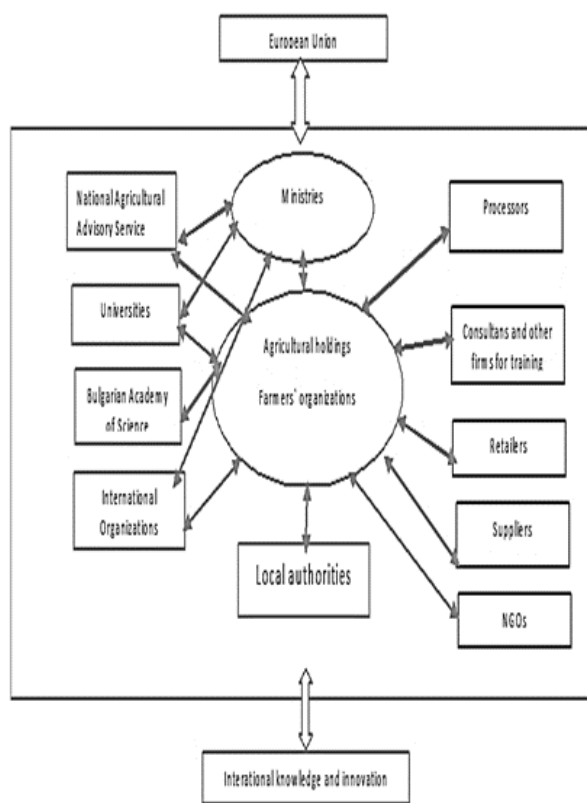 European Union
Ministries
National Agricultural
Advisory Service
Processors
Universities
Agricultural holdings
Farmers` organizations
Consultans and other
firms for training
Bulgarian Academy
of Science
Retailers
International
Organizations
Suppliers
Local authorities
NGOs
Interational knowledge and innovation